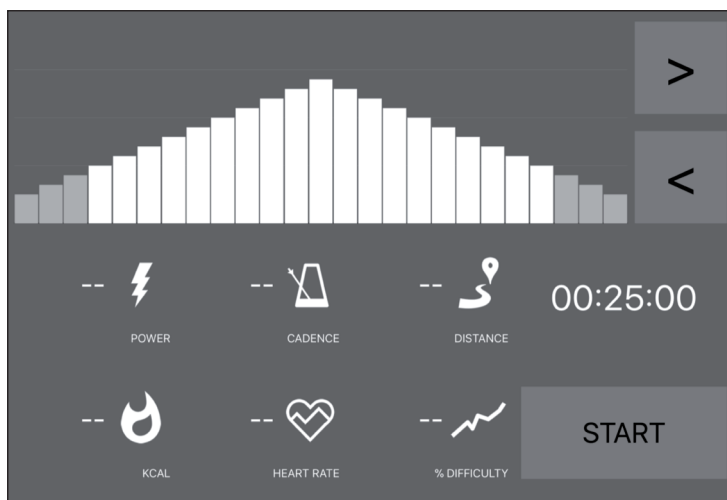 >
<
-- -- -- 00:25:00
POWER CADENCE DISTANCE
-- -- -- START
KCAL HEART RATE % DIFFICULTY